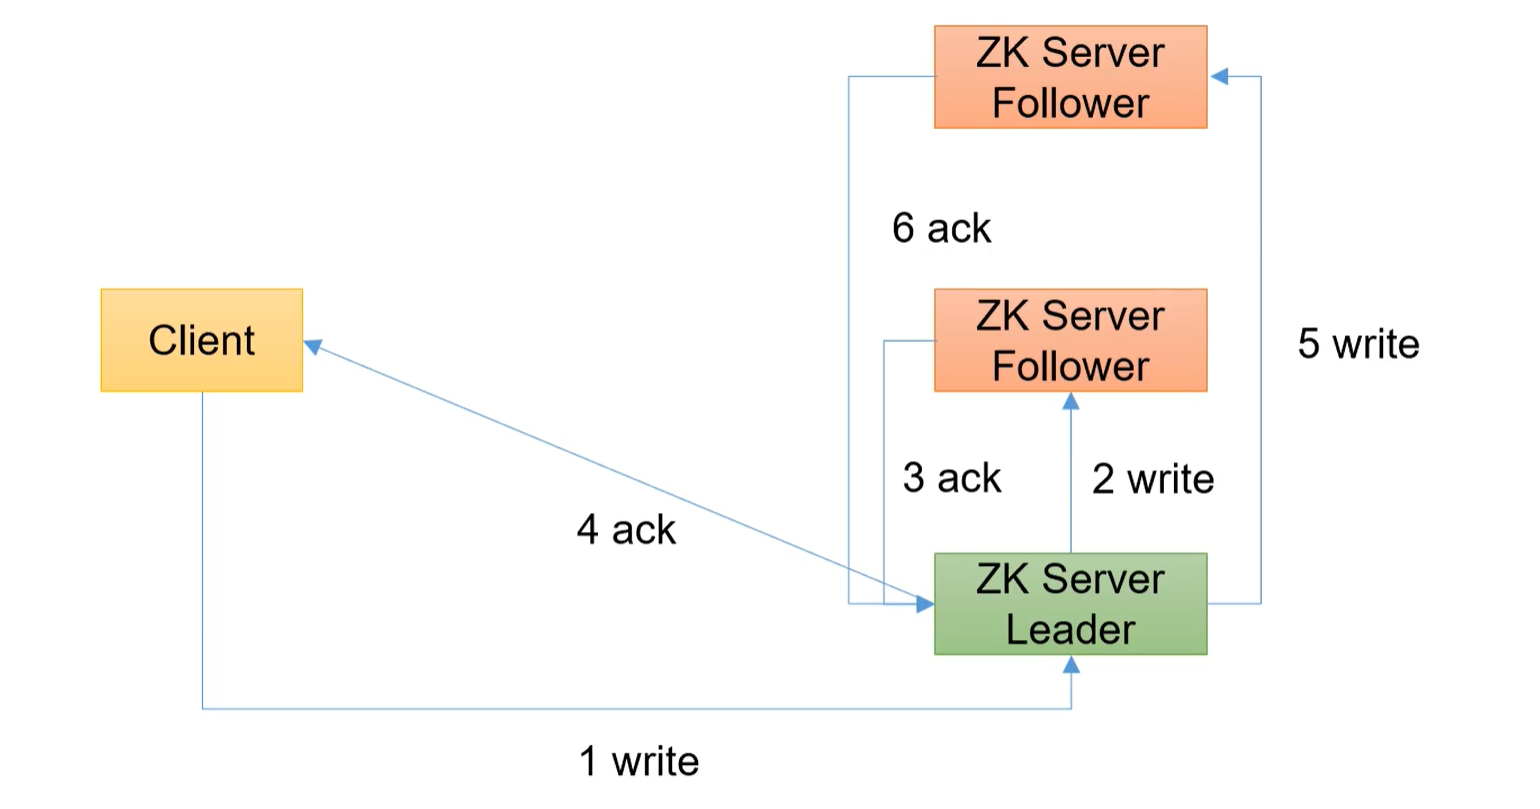 ZK Server
Follower
6 ack
Client
ZK Server
Follower
5 write
3 ack
2 write
4 ack
ZK Server
Leader
1 write